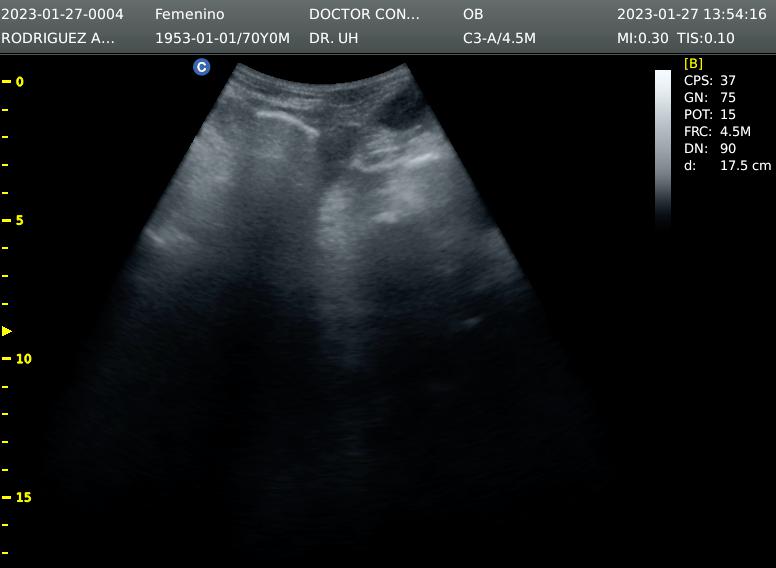 2023-01-27-0004 Femenino DOCTOR CON... OB 2023-01-27 13:54:16
RODRIGUEZ A... 1953-01-01/70Y0M DR. UH C3-A/4.5M MI:0.30 TIS:0.10
C
[B]
CPS: 37
GN: 75
POT: 15
FRC: 4.5M
DN: 90
d: 17.5 cm
0
5
10
15